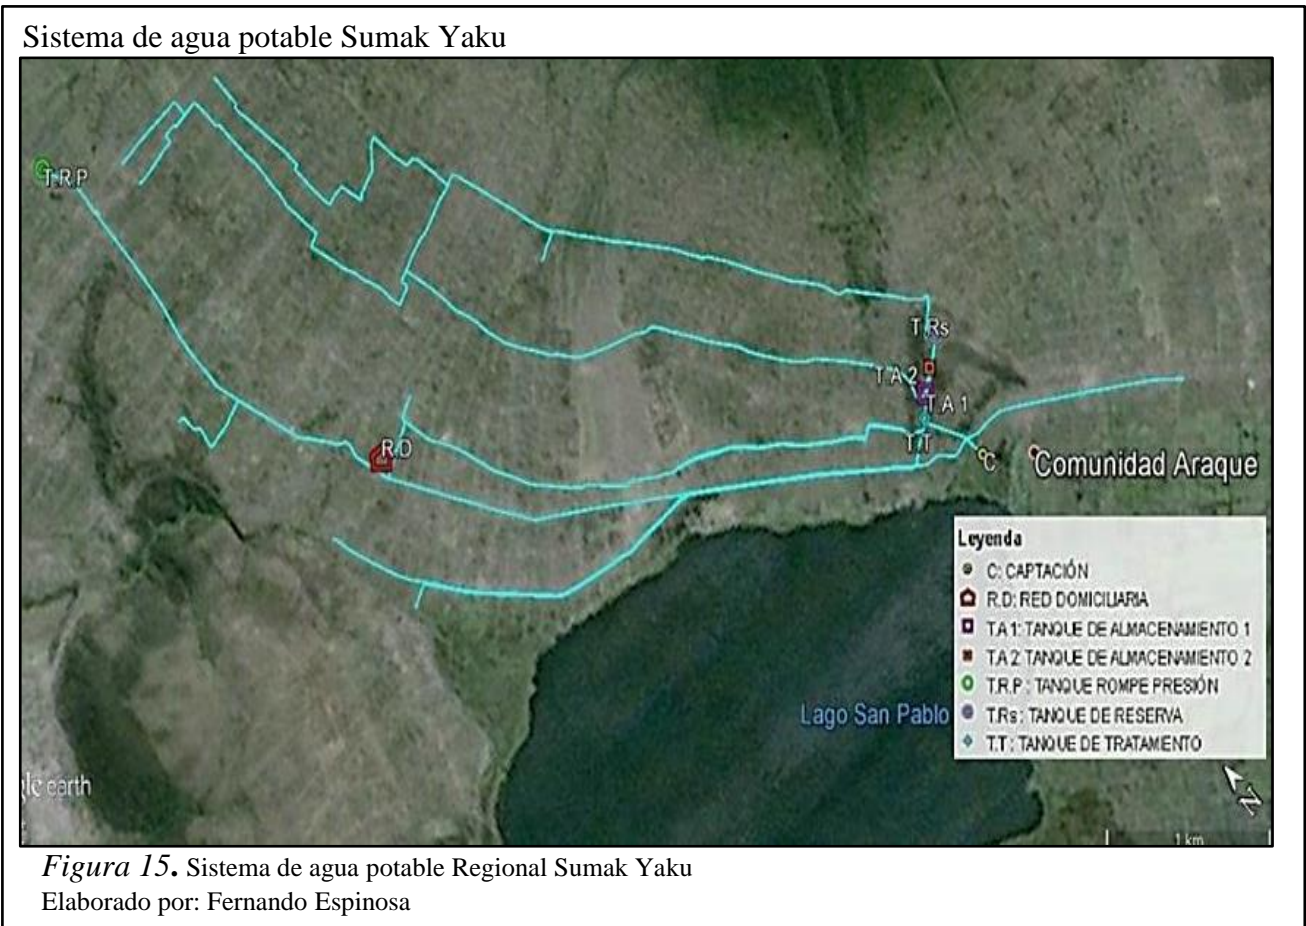 Sistema de agua potable Sumak Yaku
T.R.P
T.Rs
T.A 2
T.A 1
R.D
T.T
C
Comunidad Araque
Leyenda
C: CAPTACIÓN
R.D: RED DOMICILIARIA
T.A 1: TANQUE DE ALMACENAMIENTO 1
T.A 2 TANQUE DE ALMACENAMIENTO 2
T.R.P : TANQUE ROMPE PRESIÓN
T.Rs : TANQUE DE RESERVA
T.T : TANQUE DE TRATAMIENTO
Lago San Pablo
earth
N
1 km
Figura 15. Sistema de agua potable Regional Sumak Yaku
Elaborado por: Fernando Espinosa